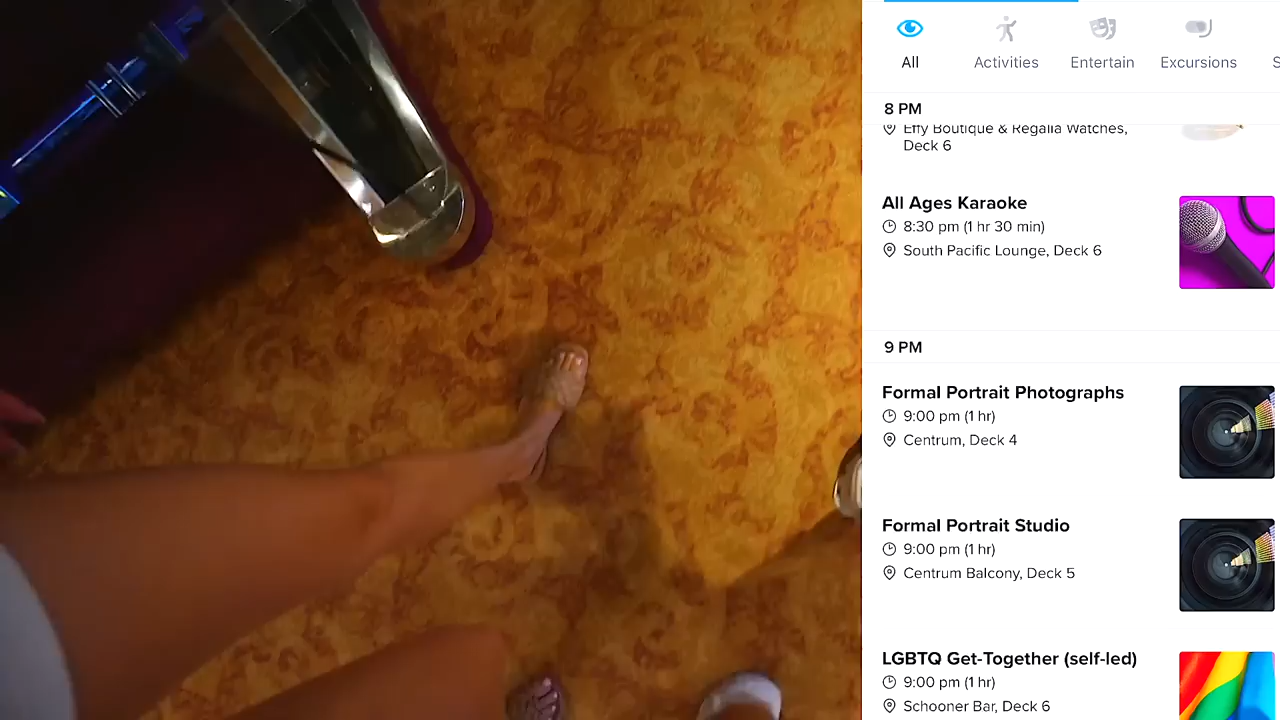 All
Activities
Entertain
Excursions
S
8 PM
Effy Boutique & Regalia Watches,
Deck 6
All Ages Karaoke
8:30 pm (1 hr 30 min)
South Pacific Lounge, Deck 6
9 PM
Formal Portrait Photographs
9:00 pm (1 hr)
Centrum, Deck 4
Formal Portrait Studio
9:00 pm (1 hr)
Centrum Balcony, Deck 5
LGBTQ Get-Together (self-led)
9:00 pm (1 hr)
Schooner Bar, Deck 6